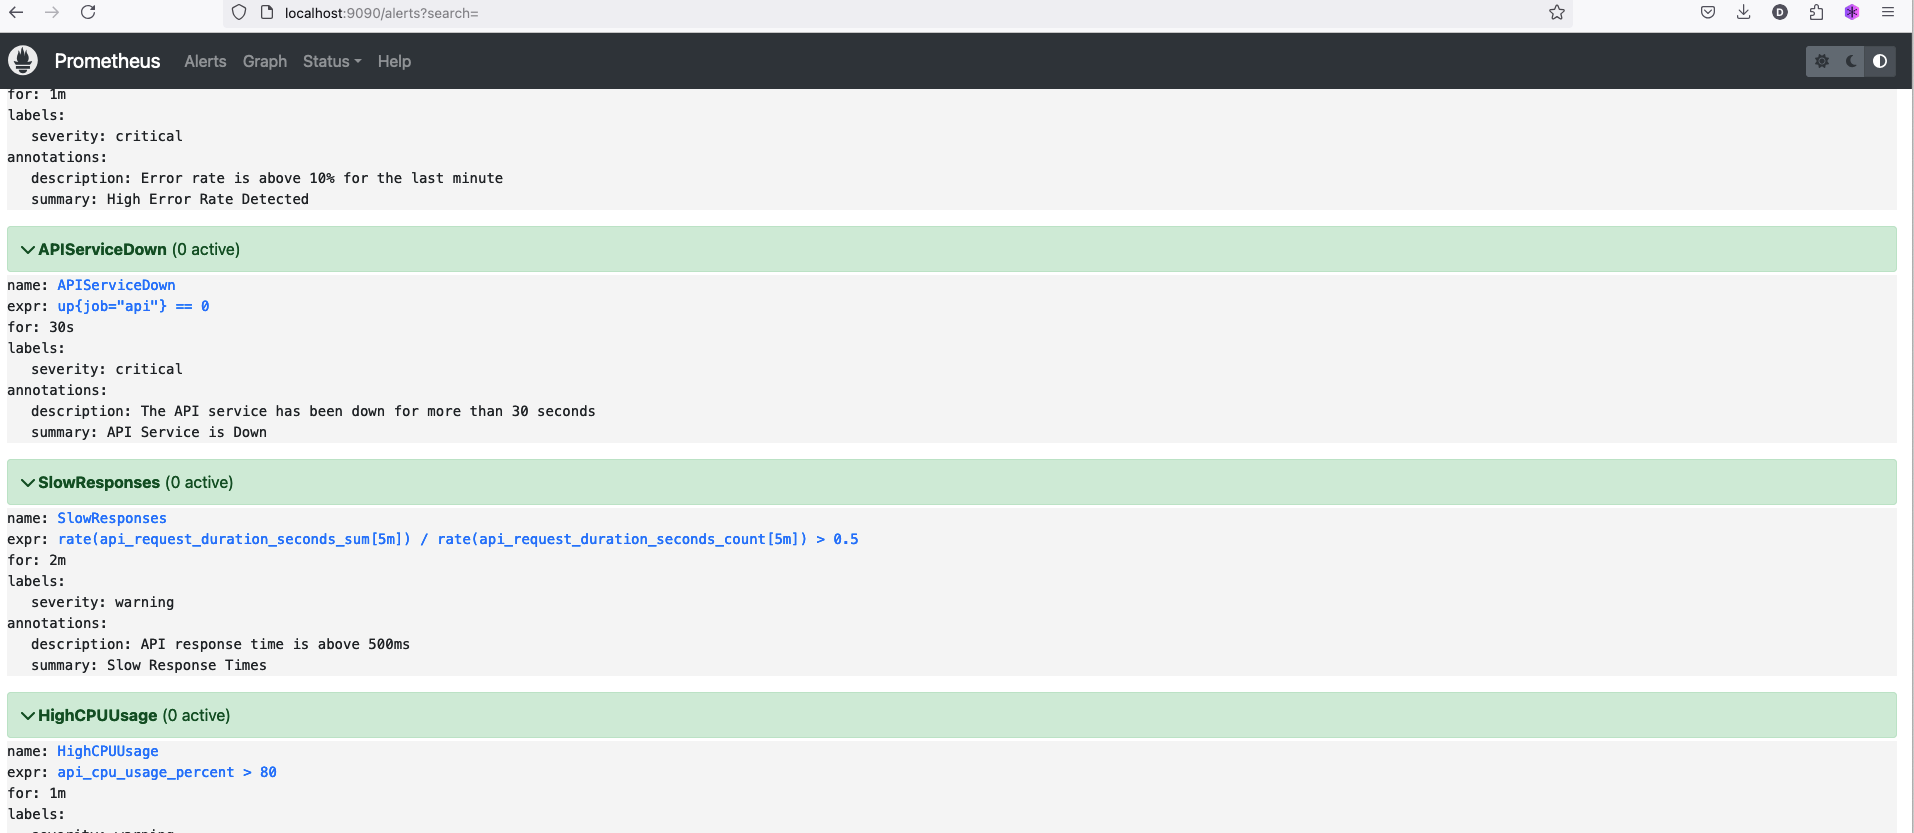 localhost:9090/alerts?search=
D
Prometheus Alerts Graph Status Help
for: 1m
labels:
severity: critical
annotations:
description: Error rate is above 10% for the last minute
summary: High Error Rate Detected
APIServiceDown (0 active)
name: APIServiceDown
expr: up{job="api"} == 0
for: 30s
labels:
severity: critical
annotations:
description: The API service has been down for more than 30 seconds
summary: API Service is Down
SlowResponses (0 active)
name: SlowResponses
expr: rate(api_request_duration_seconds_sum[5m]) / rate(api_request_duration_seconds_count[5m]) > 0.5
for: 2m
labels:
severity: warning
annotations:
description: API response time is above 500ms
summary: Slow Response Times
HighCPUUsage (0 active)
name: HighCPUUsage
expr: api_cpu_usage_percent > 80
for: 1m
labels: